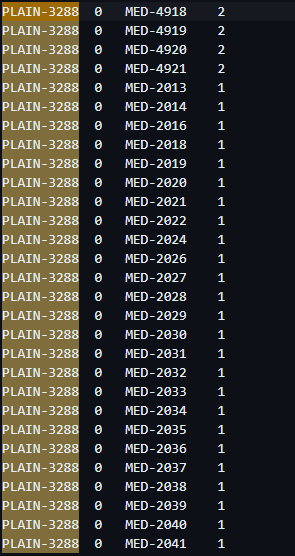 PLAIN-3288 0 MED-4918 2
PLAIN-3288 0 MED-4919 2
PLAIN-3288 0 MED-4920 2
PLAIN-3288 0 MED-4921 2
PLAIN-3288 0 MED-2013 1
PLAIN-3288 0 MED-2014 1
PLAIN-3288 0 MED-2016 1
PLAIN-3288 0 MED-2018 1
PLAIN-3288 0 MED-2019 1
PLAIN-3288 0 MED-2020 1
PLAIN-3288 0 MED-2021 1
PLAIN-3288 0 MED-2022 1
PLAIN-3288 0 MED-2024 1
PLAIN-3288 0 MED-2026 1
PLAIN-3288 0 MED-2027 1
PLAIN-3288 0 MED-2028 1
PLAIN-3288 0 MED-2029 1
PLAIN-3288 0 MED-2030 1
PLAIN-3288 0 MED-2031 1
PLAIN-3288 0 MED-2032 1
PLAIN-3288 0 MED-2033 1
PLAIN-3288 0 MED-2034 1
PLAIN-3288 0 MED-2035 1
PLAIN-3288 0 MED-2036 1
PLAIN-3288 0 MED-2037 1
PLAIN-3288 0 MED-2038 1
PLAIN-3288 0 MED-2039 1
PLAIN-3288 0 MED-2040 1
PLAIN-3288 0 MED-2041 1